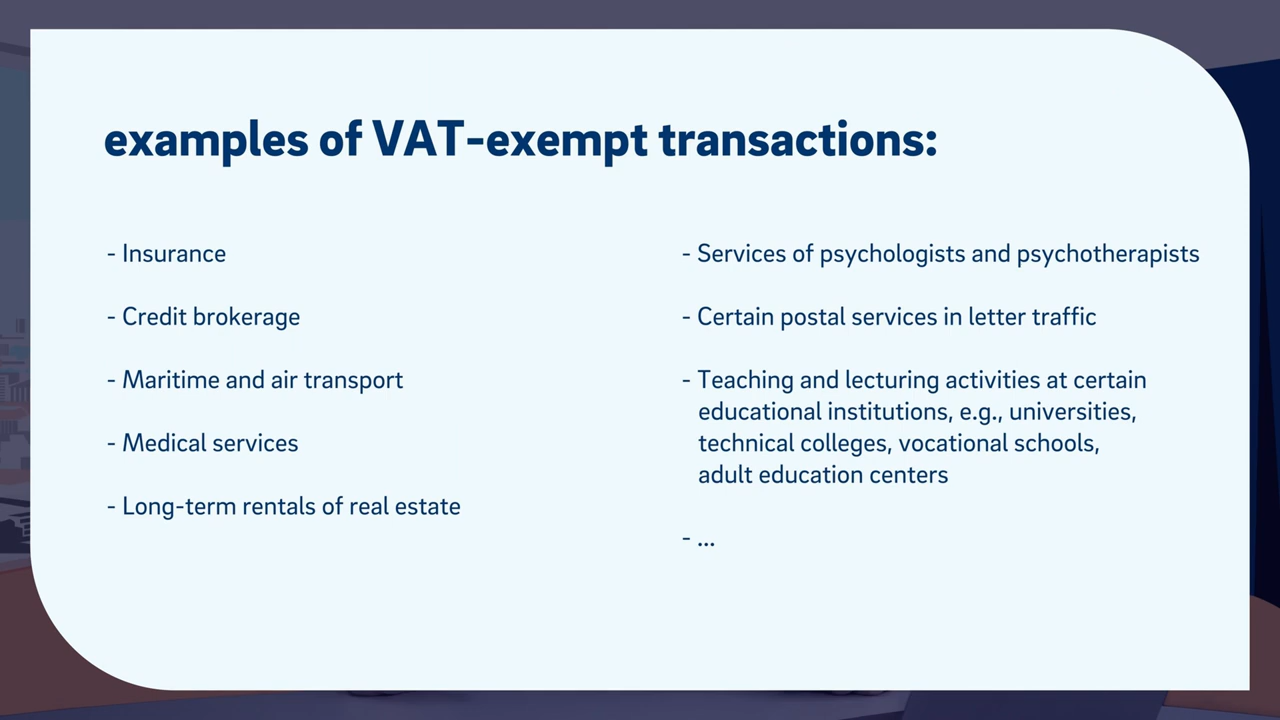 examples of VAT-exempt transactions:
- Insurance
- Credit brokerage
- Maritime and air transport
- Medical services
- Long-term rentals of real estate
- Services of psychologists and psychotherapists
- Certain postal services in letter traffic
- Teaching and lecturing activities at certain
educational institutions, e.g., universities,
technical colleges, vocational schools,
adult education centers
- ...